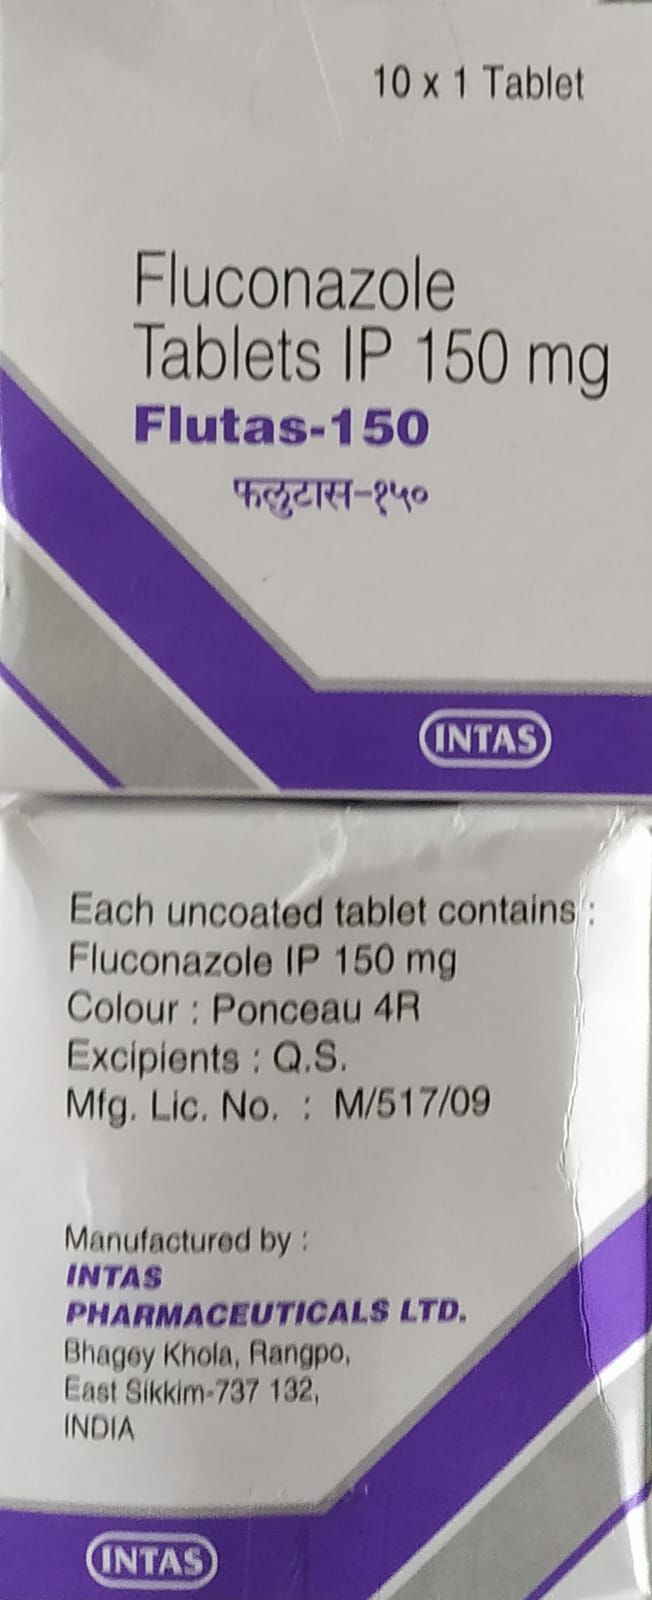 10 x 1 Tablet
Fluconazole
Tablets IP 150 mg
Flutas-150
फलुटास-१५०
INTAS
Each uncoated tablet contains :
Fluconazole IP 150 mg
Colour : Ponceau 4R
Excipients : Q.S.
Mfg. Lic. No. : M/517/09
Manufactured by :
INTAS
PHARMACEUTICALS LTD.
Bhagey Khola, Rangpo,
East Sikkim-737 132,
INDIA
INTAS